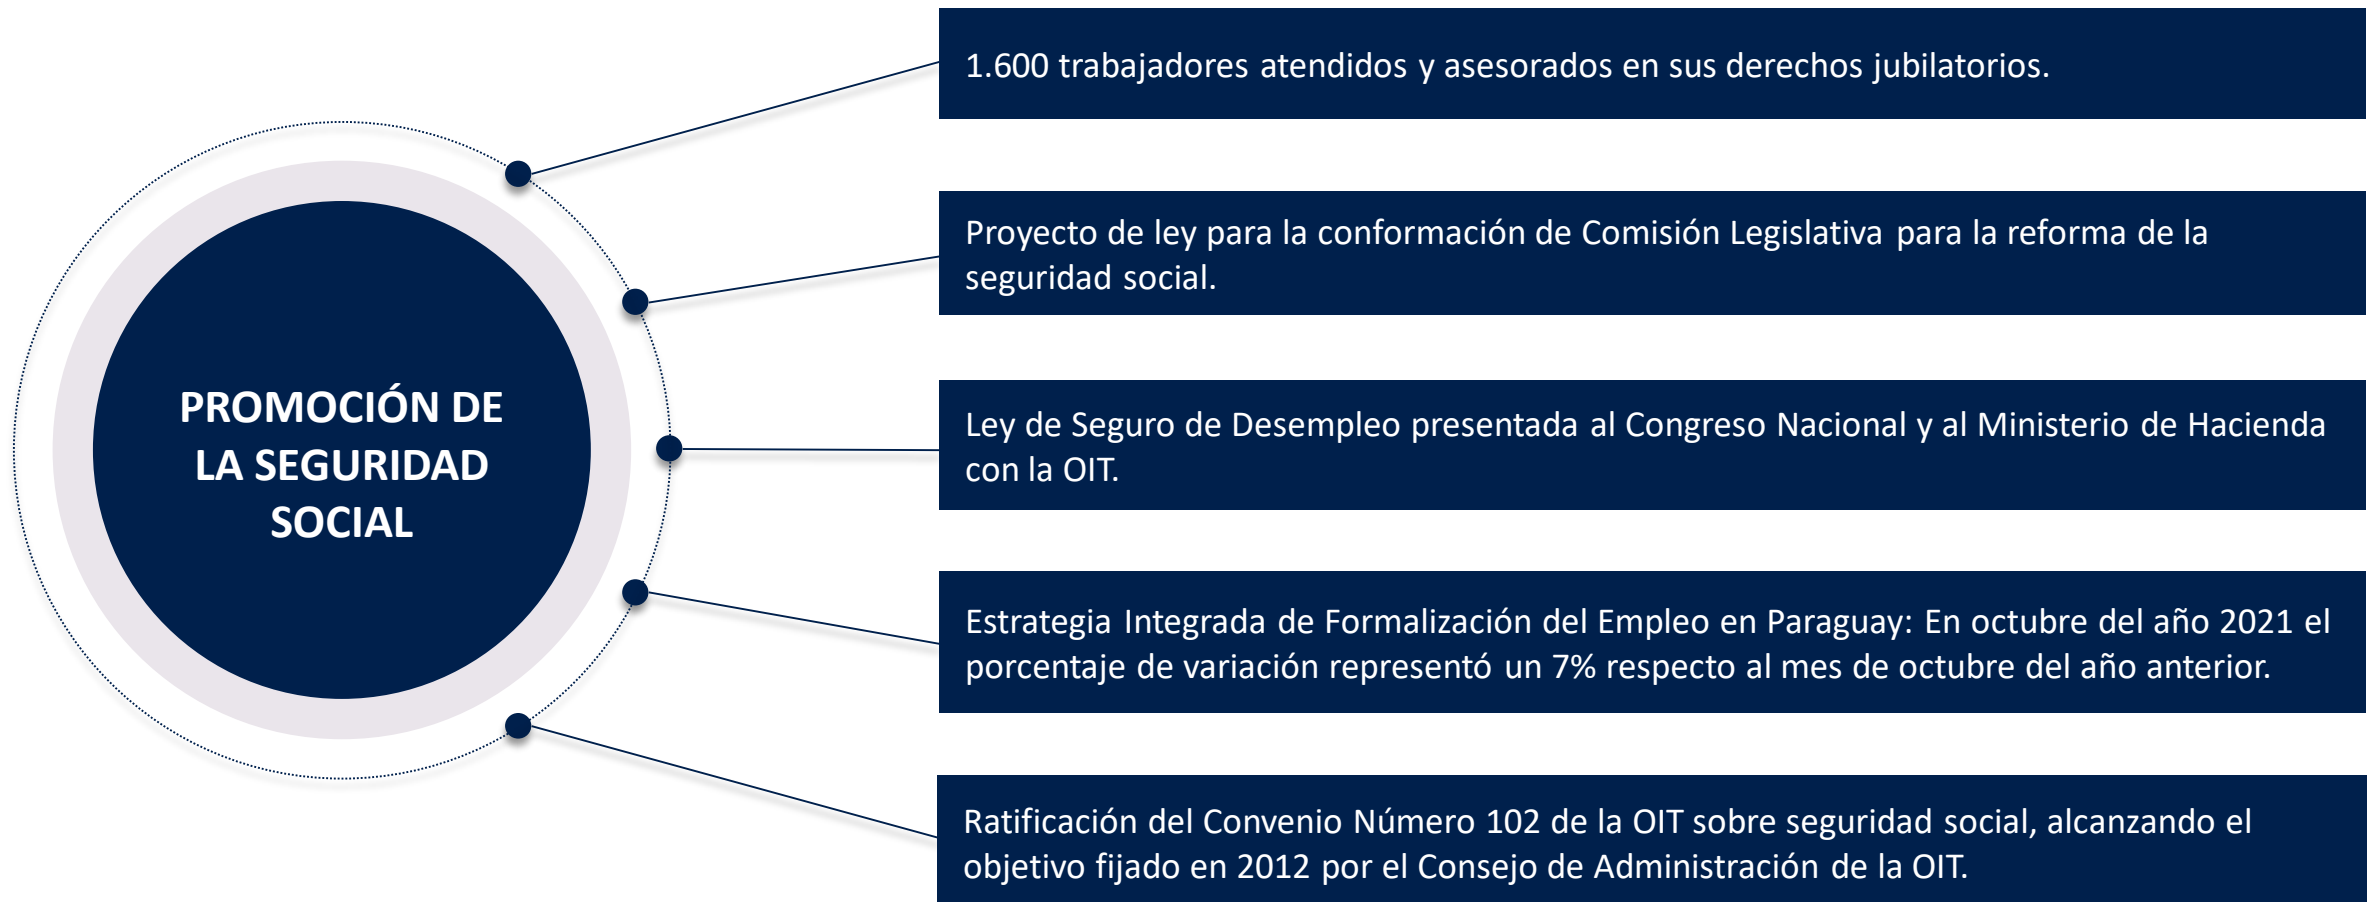 PROMOCIÓN DE
LA SEGURIDAD
SOCIAL
1.600 trabajadores atendidos y asesorados en sus derechos jubilatorios.
Proyecto de ley para la conformación de Comisión Legislativa para la reforma de la
seguridad social.
Ley de Seguro de Desempleo presentada al Congreso Nacional y al Ministerio de Hacienda
con la OIT.
Estrategia Integrada de Formalización del Empleo en Paraguay: En octubre del año 2021 el
porcentaje de variación representó un 7% respecto al mes de octubre del año anterior.
Ratificación del Convenio Número 102 de la OIT sobre seguridad social, alcanzando el
objetivo fijado en 2012 por el Consejo de Administración de la OIT.